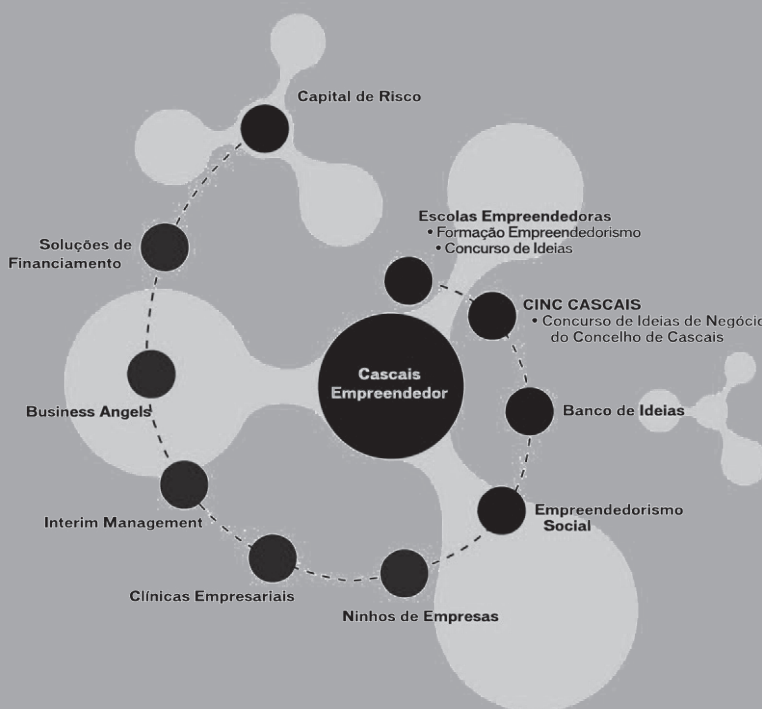 Capital de Risco
Soluções de
Financiamento
Escolas Empreendedoras
• Formação Empreendedorismo
• Concurso de Ideias
CINC CASCAIS
• Concurso de Ideias de Negócio
do Concelho de Cascais
Cascais
Empreendedor
Business Angels
Banco de Ideias
Interim Management
Empreendedorismo
Social
Clínicas Empresariais
Ninhos de Empresas